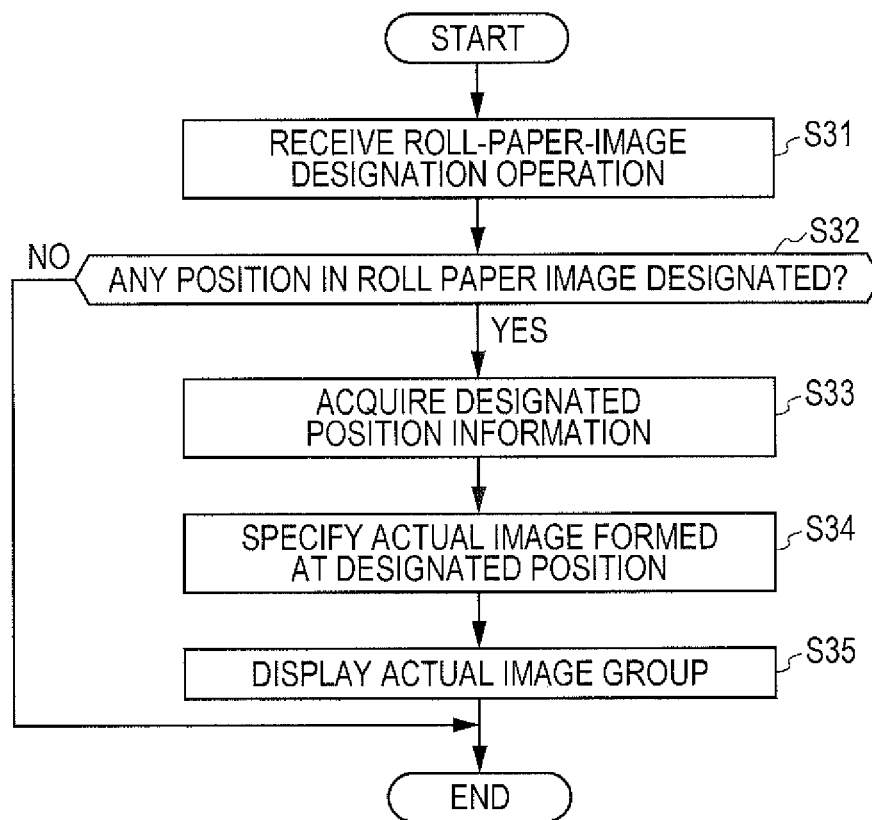 START
RECEIVE ROLL-PAPER-IMAGE
DESIGNATION OPERATION
S31
S32
NO
ANY POSITION IN ROLL PAPER IMAGE DESIGNATED?
YES
ACQUIRE DESIGNATED
POSITION INFORMATION
S33
SPECIFY ACTUAL IMAGE FORMED
AT DESIGNATED POSITION
S34
DISPLAY ACTUAL IMAGE GROUP
S35
END